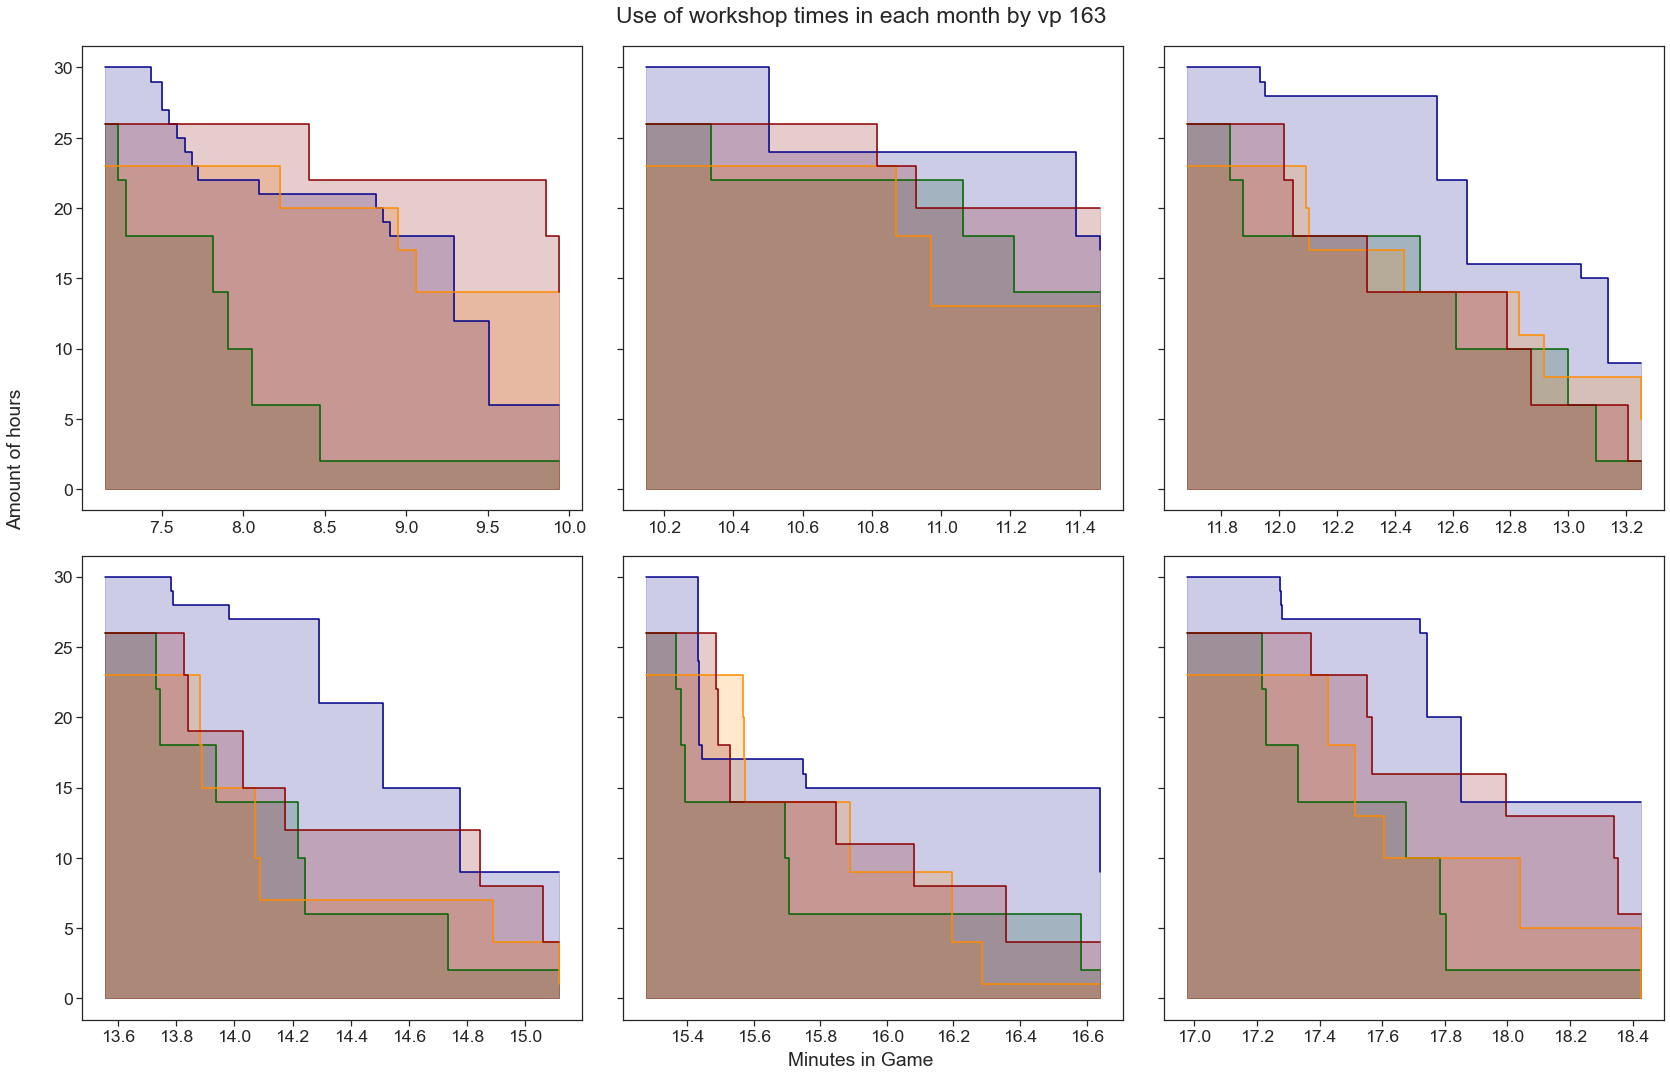 Use of workshop times in each month by vp 163
Amount of hours
30
25
20
15
10
5
0
7.5 8.0 8.5 9.0 9.5 10.0
10.2 10.4 10.6 10.8 11.0 11.2 11.4
11.8 12.0 12.2 12.4 12.6 12.8 13.0 13.2
30
25
20
15
10
5
0
13.6 13.8 14.0 14.2 14.4 14.6 14.8 15.0
15.4 15.6 15.8 16.0 16.2 16.4 16.6
17.0 17.2 17.4 17.6 17.8 18.0 18.2 18.4
Minutes in Game